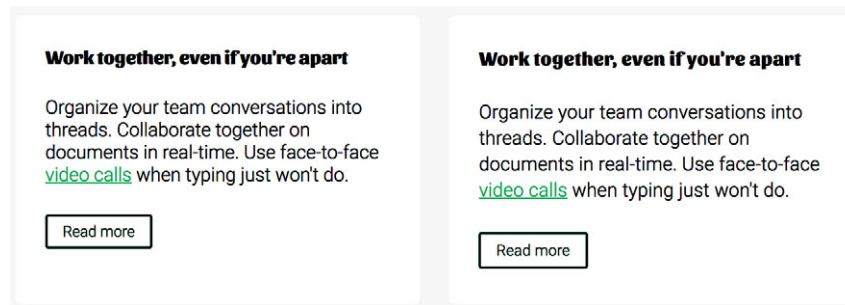 Work together, even if you're apart
Organize your team conversations into
threads. Collaborate together on
documents in real-time. Use face-to-face
video calls when typing just won't do.
Read more
Work together, even if you're apart
Organize your team conversations into
threads. Collaborate together on
documents in real-time. Use face-to-face
video calls when typing just won't do.
Read more